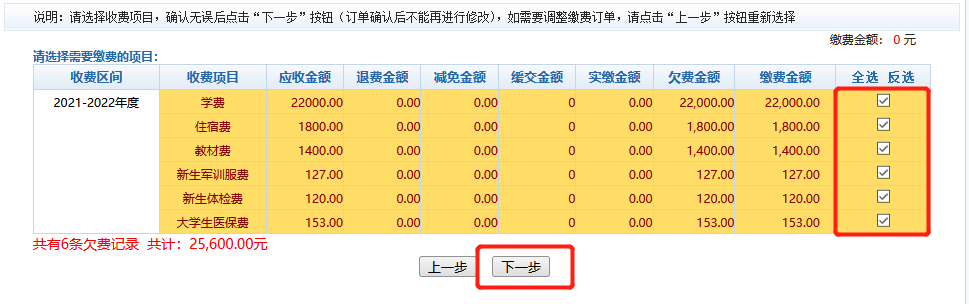 说明：请选择收费项目，确认无误后点击“下一步”按钮（订单确认后不能再进行修改），如需要调整缴费订单，请点击“上一步”按钮重新选择
缴费金额： 0 元
请选择需要缴费的项目：
收费区间 收费项目 应收金额 退费金额 减免金额 缓交金额 实缴金额 欠费金额 缴费金额 全选 反选
2021-2022年度 学费 22000.00 0.00 0.00 0 0.00 22,000.00 22,000.00
住宿费 1800.00 0.00 0.00 0 0.00 1,800.00 1,800.00
教材费 1400.00 0.00 0.00 0 0.00 1,400.00 1,400.00
新生军训服费 127.00 0.00 0.00 0 0.00 127.00 127.00
新生体检费 120.00 0.00 0.00 0 0.00 120.00 120.00
大学生医保费 153.00 0.00 0.00 0 0.00 153.00 153.00
共有6条欠费记录 共计：25,600.00元
上一步 下一步